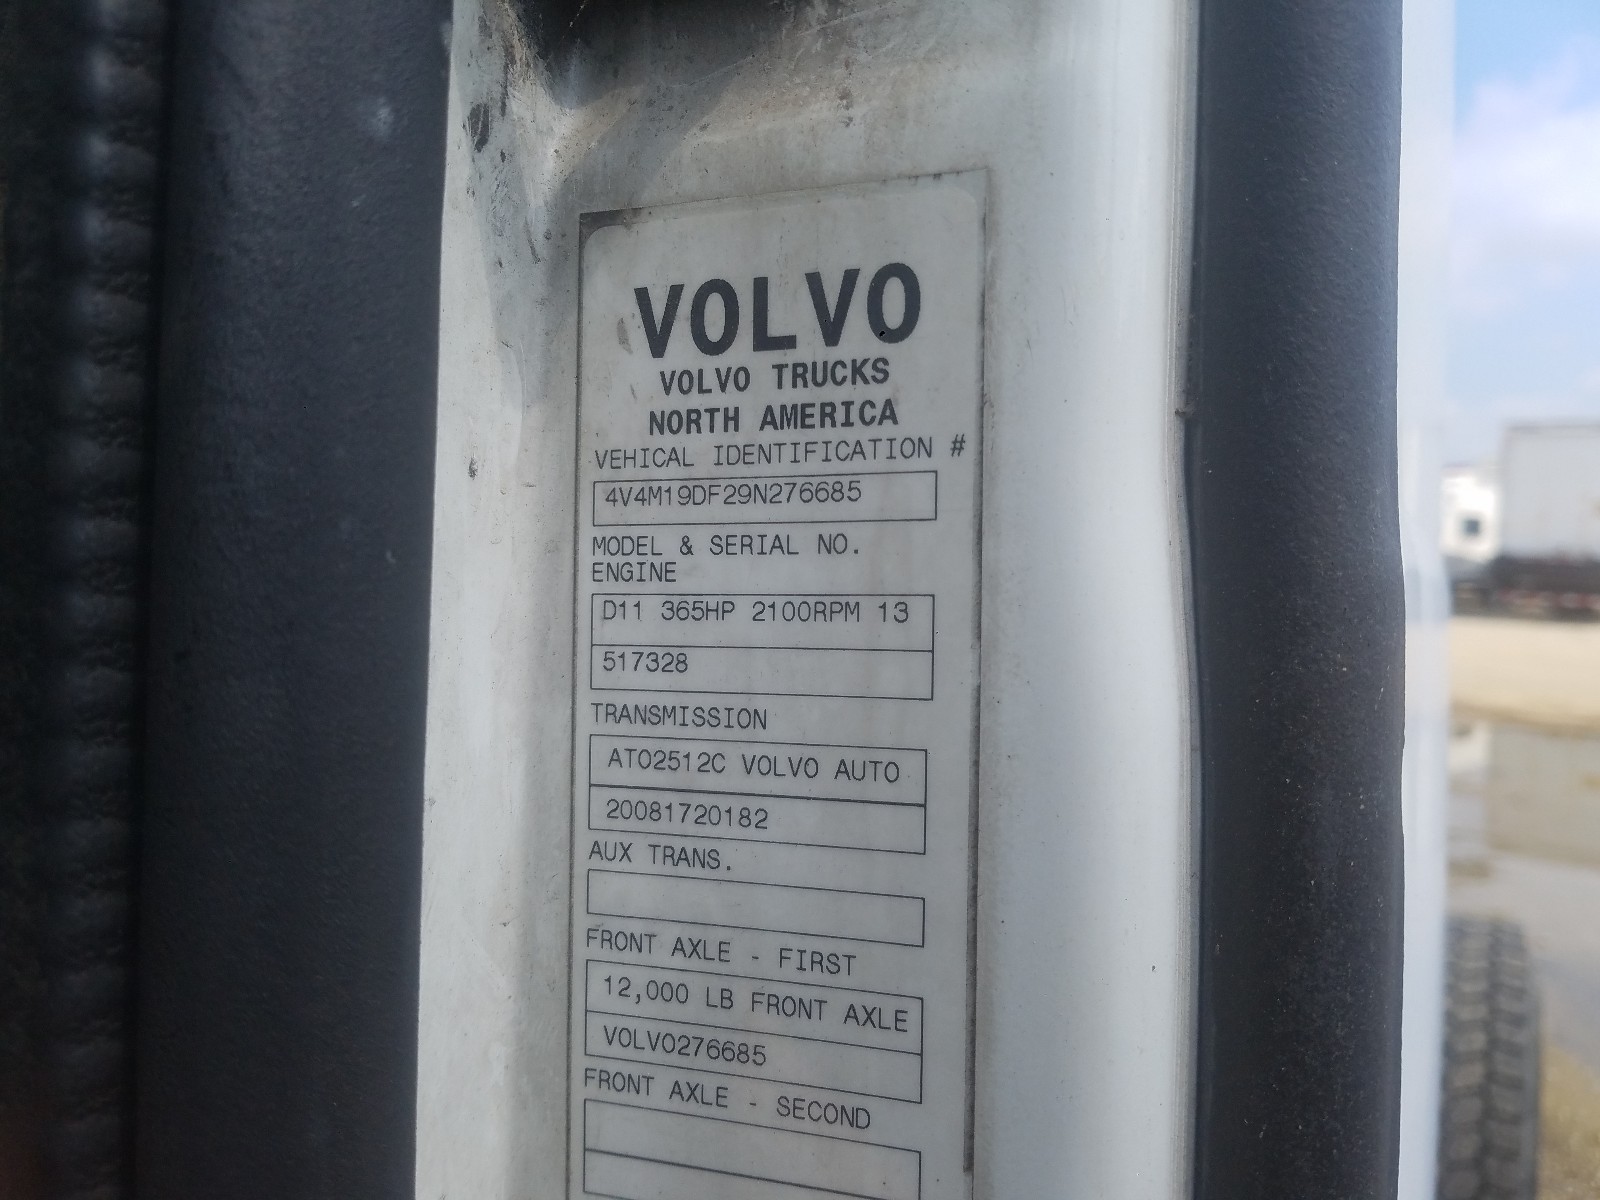 VOLVO
VOLVO TRUCKS
NORTH AMERICA
VEHICAL IDENTIFICATION #
4V4M19DF29N276685
MODEL & SERIAL NO.
ENGINE
D11 365HP 2100RPM 13
517328
TRANSMISSION
ATO2512C VOLVO AUTO
20081720182
AUX TRANS.
FRONT AXLE - FIRST
12,000 LB FRONT AXLE
VOLVO276685
FRONT AXLE - SECOND